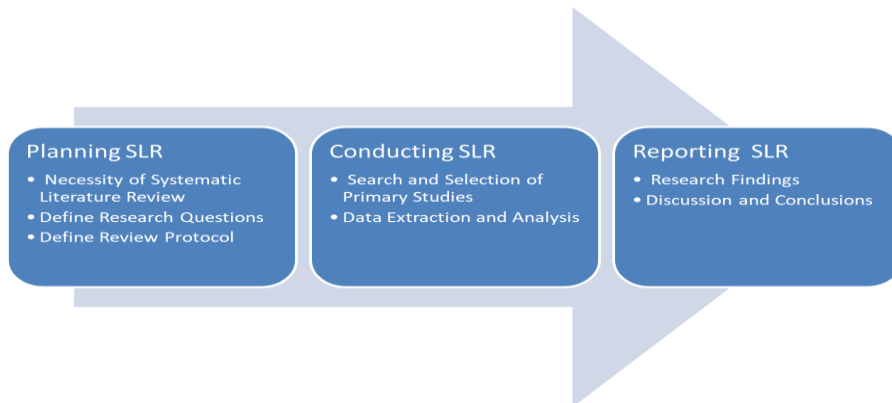 Planning SLR
• Necessity of Systematic
Literature Review
• Define Research Questions
• Define Review Protocol
Conducting SLR
• Search and Selection of
Primary Studies
• Data Extraction and Analysis
Reporting SLR
• Research Findings
• Discussion and Conclusions